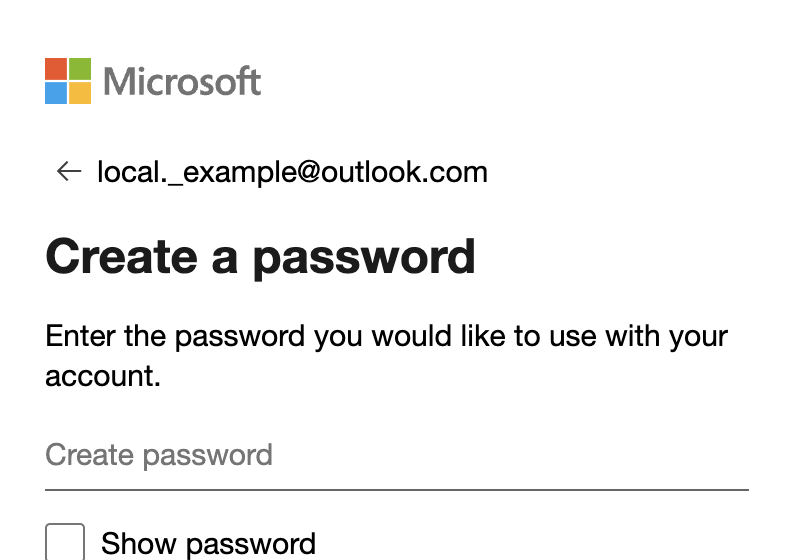 Microsoft
← local._example@outlook.com
Create a password
Enter the password you would like to use with your
account.
Create password
Show password